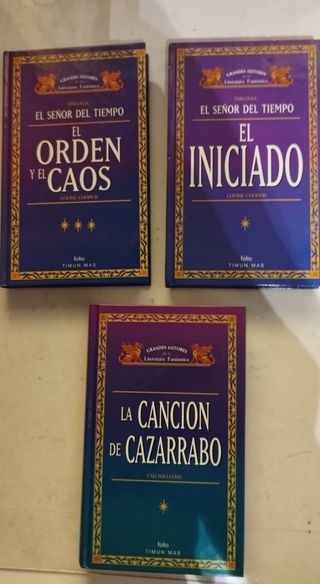 GRANDES AUTORES
de la
Literatura Fantástica
TRILOGIA
EL SEÑOR DEL TIEMPO
EL
ORDEN
Y EL CAOS
LOUISE COOPER
folio
TIMUN MAS
GRANDES AUTORES
de la
Literatura Fantástica
TRILOGIA
EL SEÑOR DEL TIEMPO
EL
INICIADO
LOUISE COOPER
folio
TIMUN MAS
GRANDES AUTORES
de la
Literatura Fantástica
LA CANCION
DE CAZARRABO
TAD WILLIAMS
folio
TIMUN MAS